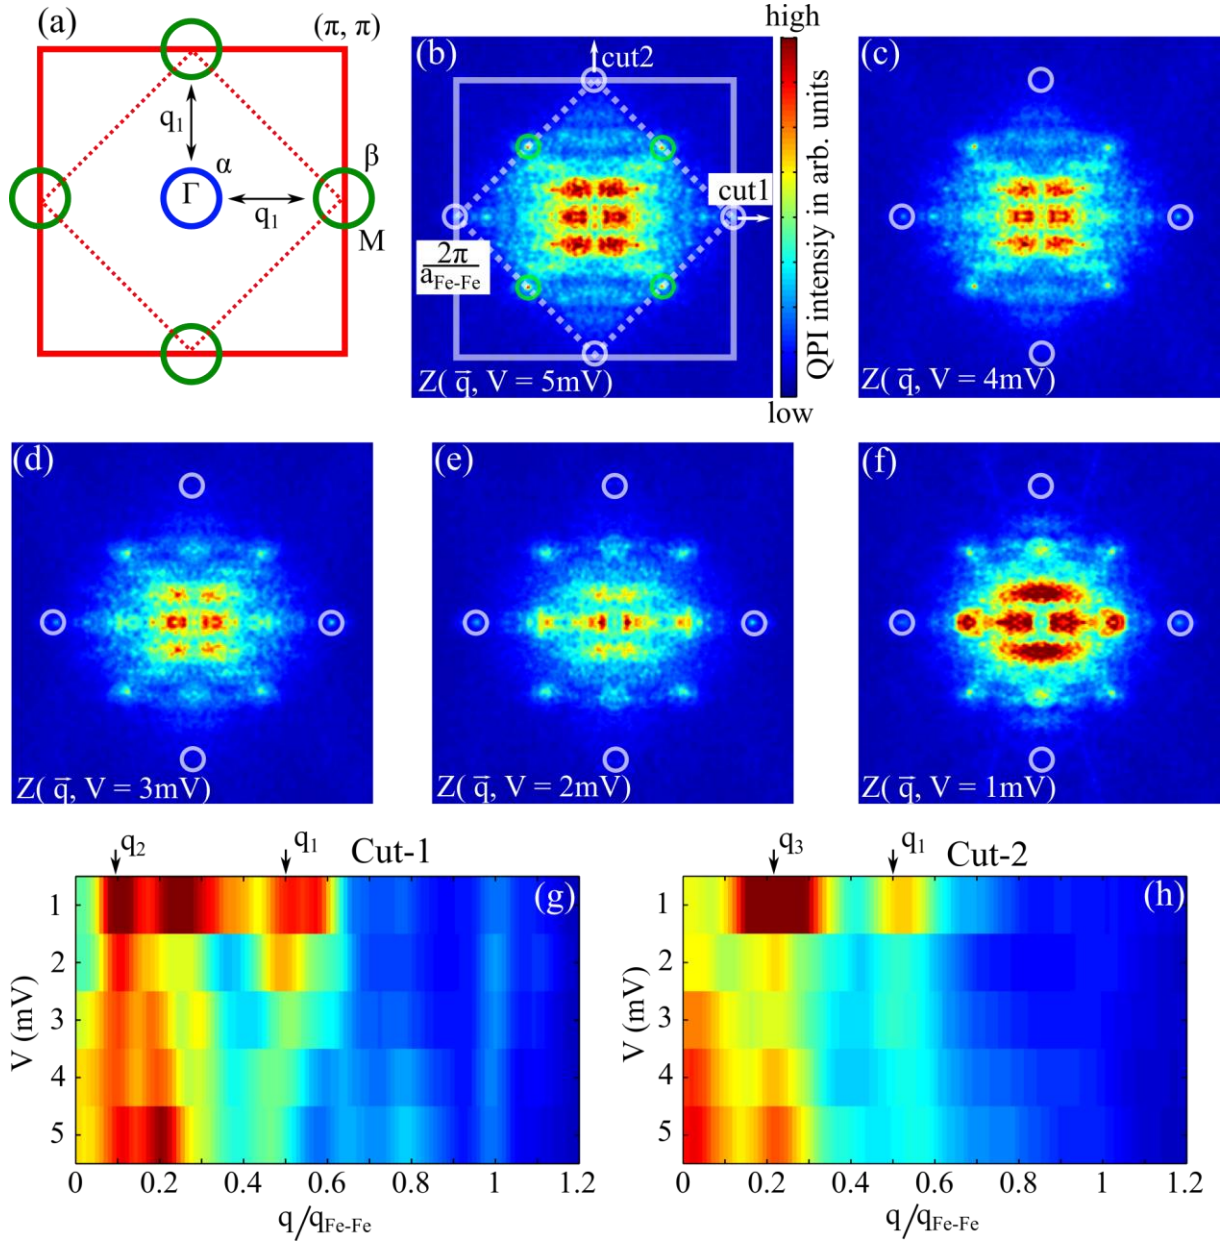 (a)
(π, π)
q1
α
β
Γ
q1
M
(b)
cut2
cut1
2π
aFe-Fe
Z( q⃗, V = 5mV)
high
QPI intensiy in arb. units
low
(c)
Z( q⃗, V = 4mV)
(d)
Z( q⃗, V = 3mV)
(e)
Z( q⃗, V = 2mV)
(f)
Z( q⃗, V = 1mV)
q2
q1
Cut-1
(g)
V (mV)
1
2
3
4
5
0 0.2 0.4 0.6 0.8 1 1.2
q/qFe-Fe
q3
q1
Cut-2
(h)
V (mV)
1
2
3
4
5
0 0.2 0.4 0.6 0.8 1 1.2
q/qFe-Fe